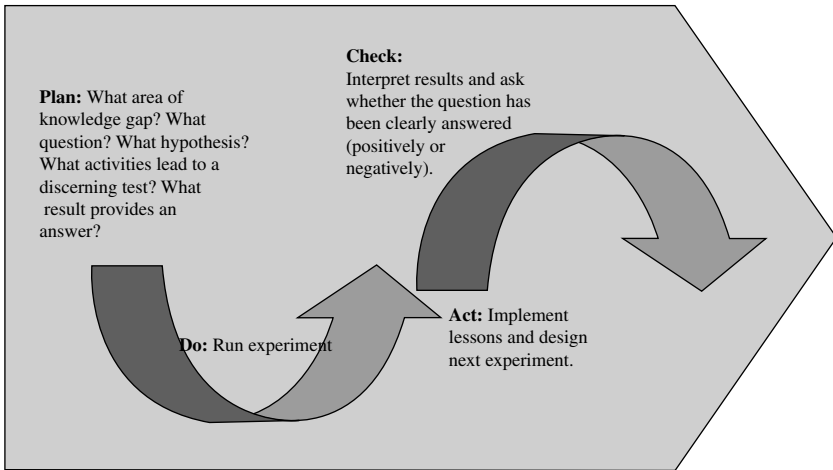 Plan: What area of
knowledge gap? What
question? What hypothesis?
What activities lead to a
discerning test? What
result provides an
answer?
Do: Run experiment
Check:
Interpret results and ask
whether the question has
been clearly answered
(positively or
negatively).
Act: Implement
lessons and design
next experiment.